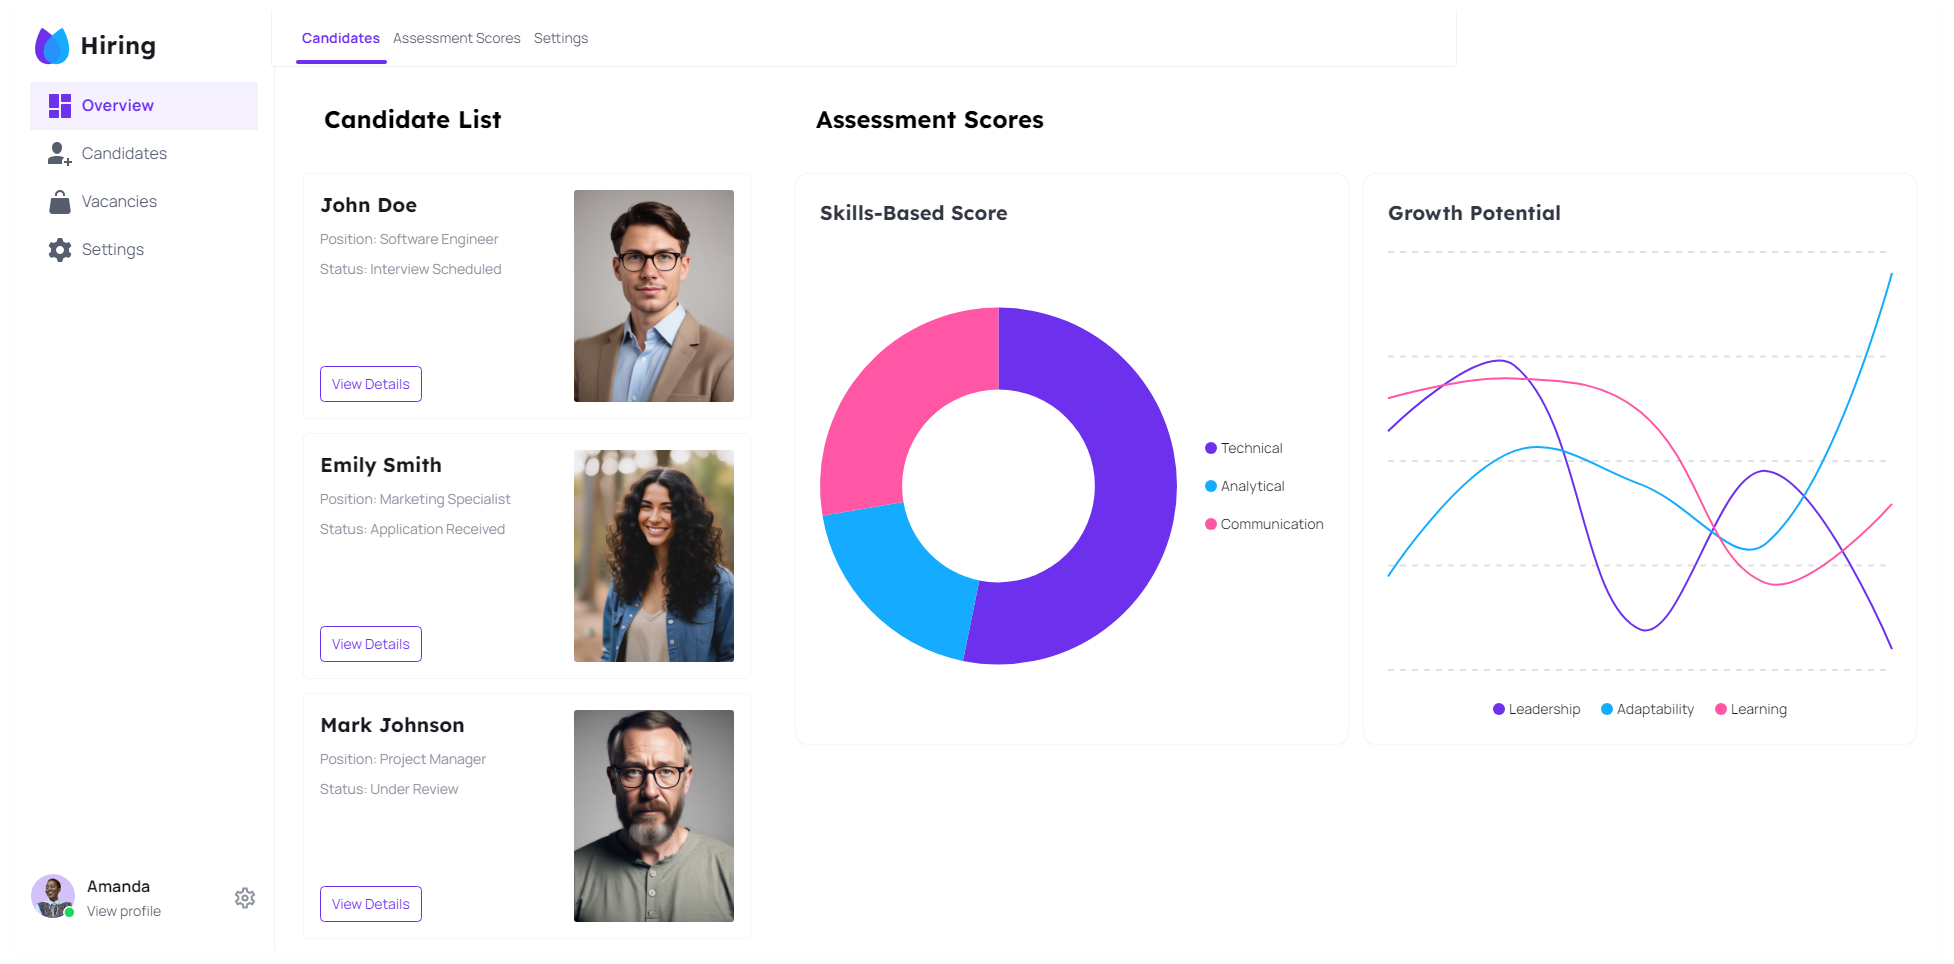 Hiring
Overview
Candidates
Vacancies
Settings
Amanda
View profile
Candidates Assessment Scores Settings
Candidate List
John Doe
Position: Software Engineer
Status: Interview Scheduled
View Details
Emily Smith
Position: Marketing Specialist
Status: Application Received
View Details
Mark Johnson
Position: Project Manager
Status: Under Review
View Details
Assessment Scores
Skills-Based Score
Technical
Analytical
Communication
Growth Potential
Leadership Adaptability Learning